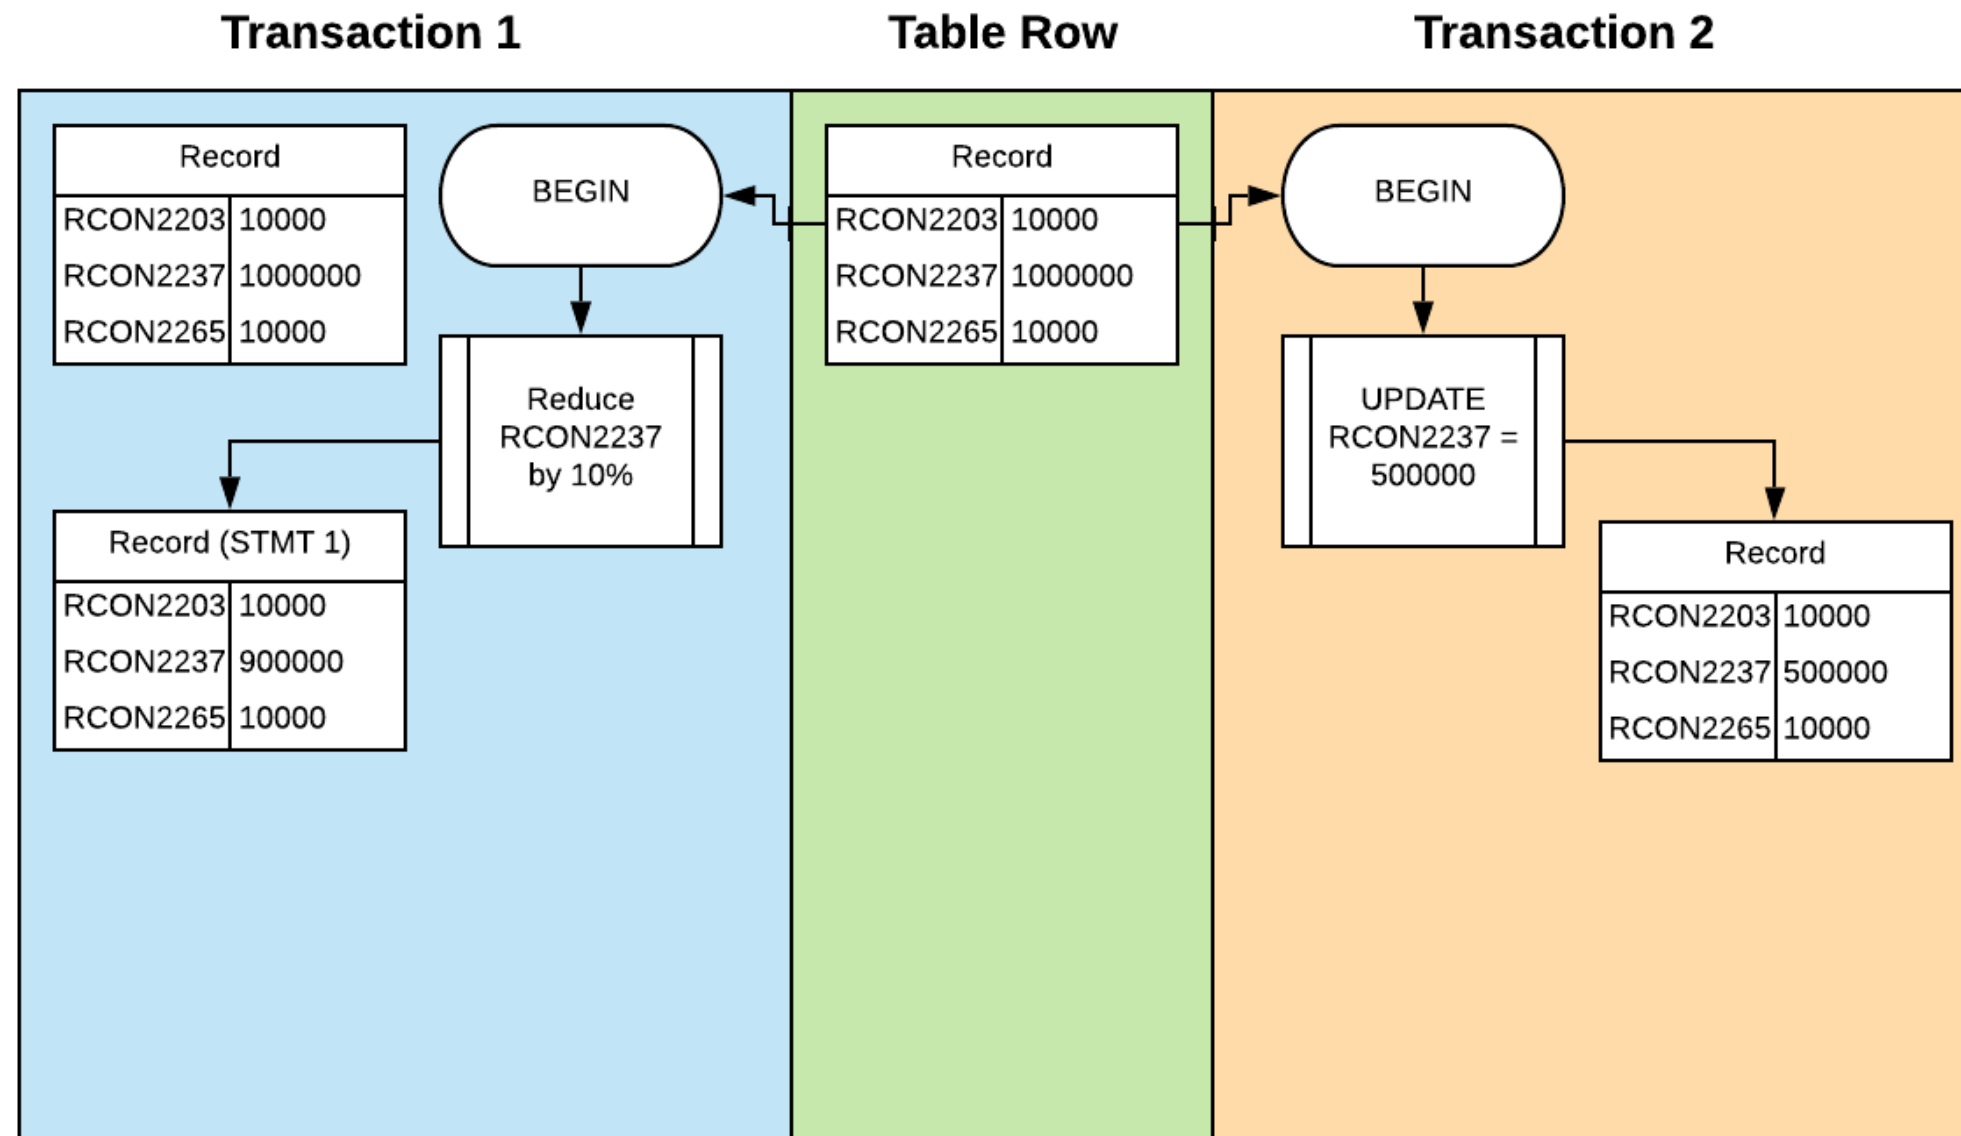 Transaction 1
Table Row
Transaction 2
Record
RCON2203 10000
RCON2237 1000000
RCON2265 10000
BEGIN
Reduce
RCON2237
by 10%
Record (STMT 1)
RCON2203 10000
RCON2237 900000
RCON2265 10000
Record
RCON2203 10000
RCON2237 1000000
RCON2265 10000
BEGIN
UPDATE
RCON2237 =
500000
Record
RCON2203 10000
RCON2237 500000
RCON2265 10000